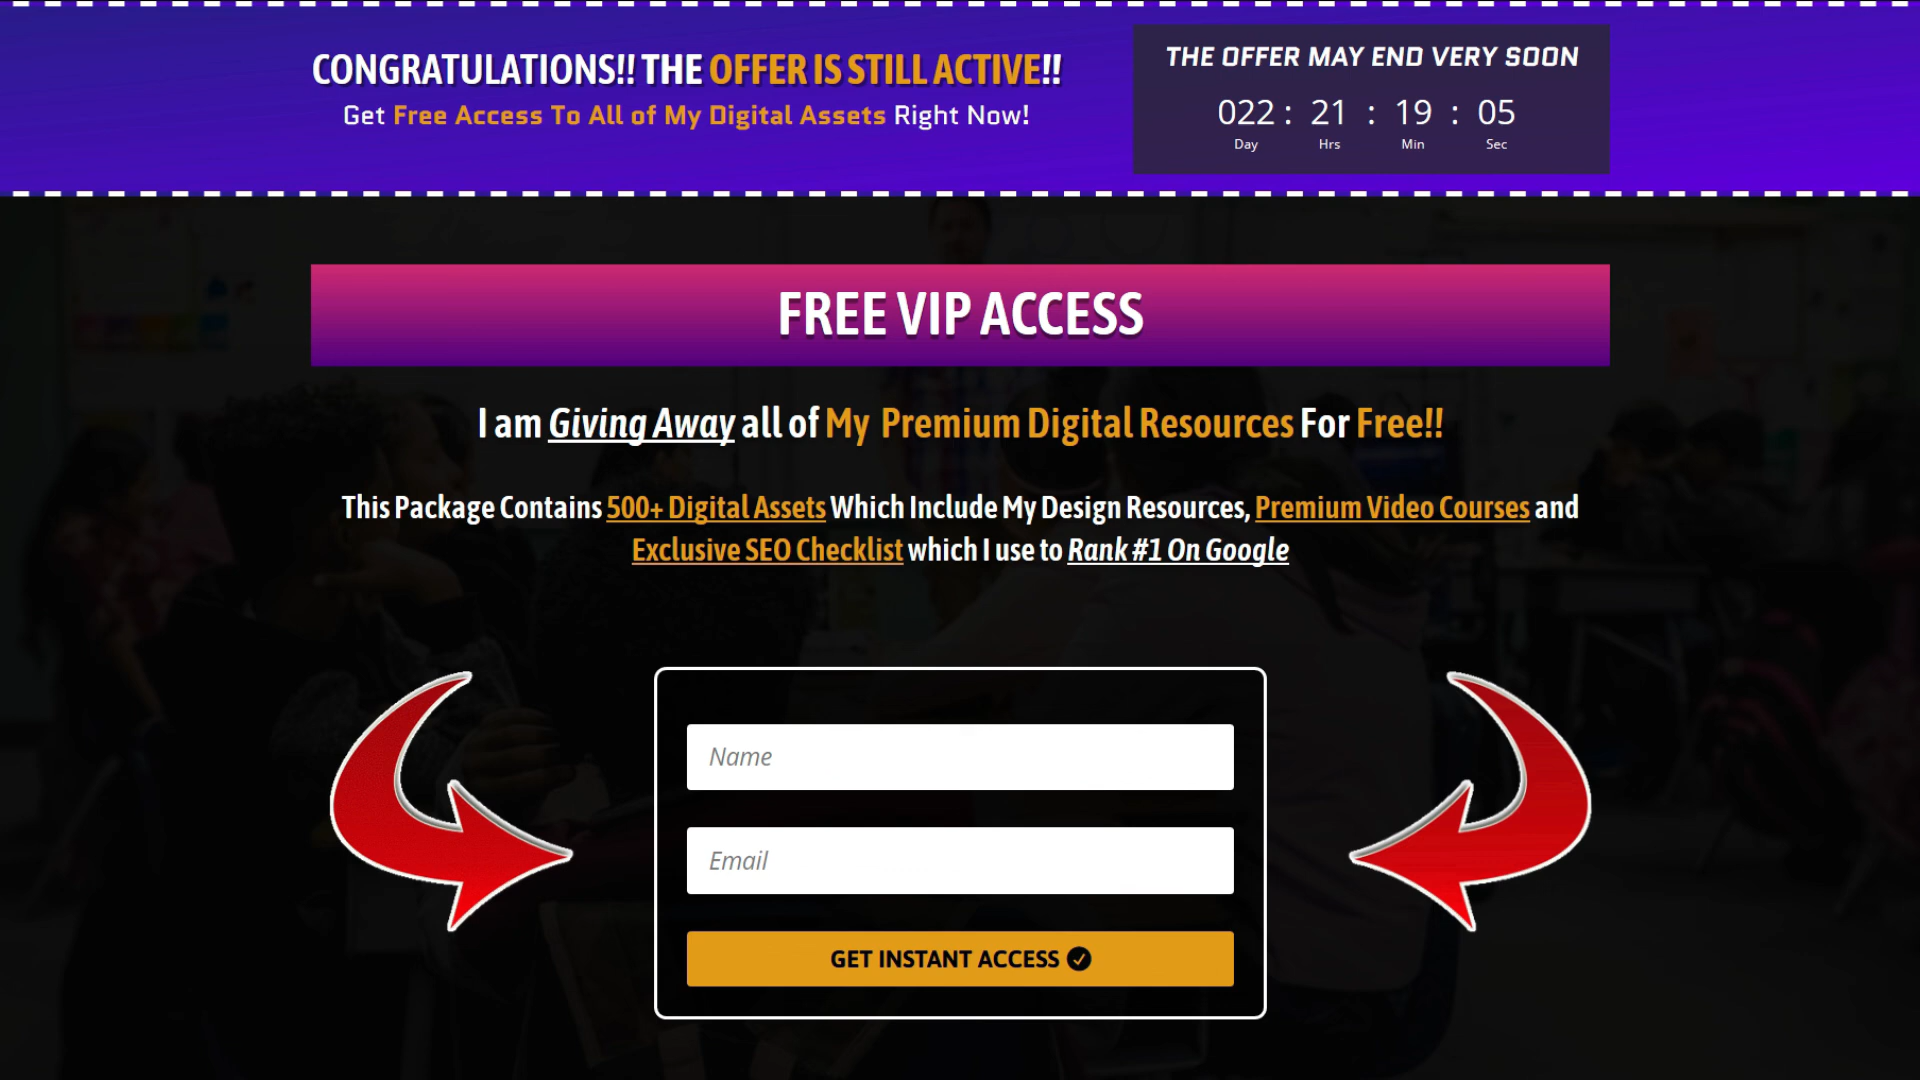 CONGRATULATIONS!! THE OFFER IS STILL ACTIVE!!
Get Free Access To All of My Digital Assets Right Now!
THE OFFER MAY END VERY SOON
022 : 21 : 19 : 05
Day Hrs Min Sec
FREE VIP ACCESS
I am Giving Away all of My Premium Digital Resources For Free!!
This Package Contains 500+ Digital Assets Which Include My Design Resources, Premium Video Courses and
Exclusive SEO Checklist which I use to Rank #1 On Google
Name
Email
GET INSTANT ACCESS